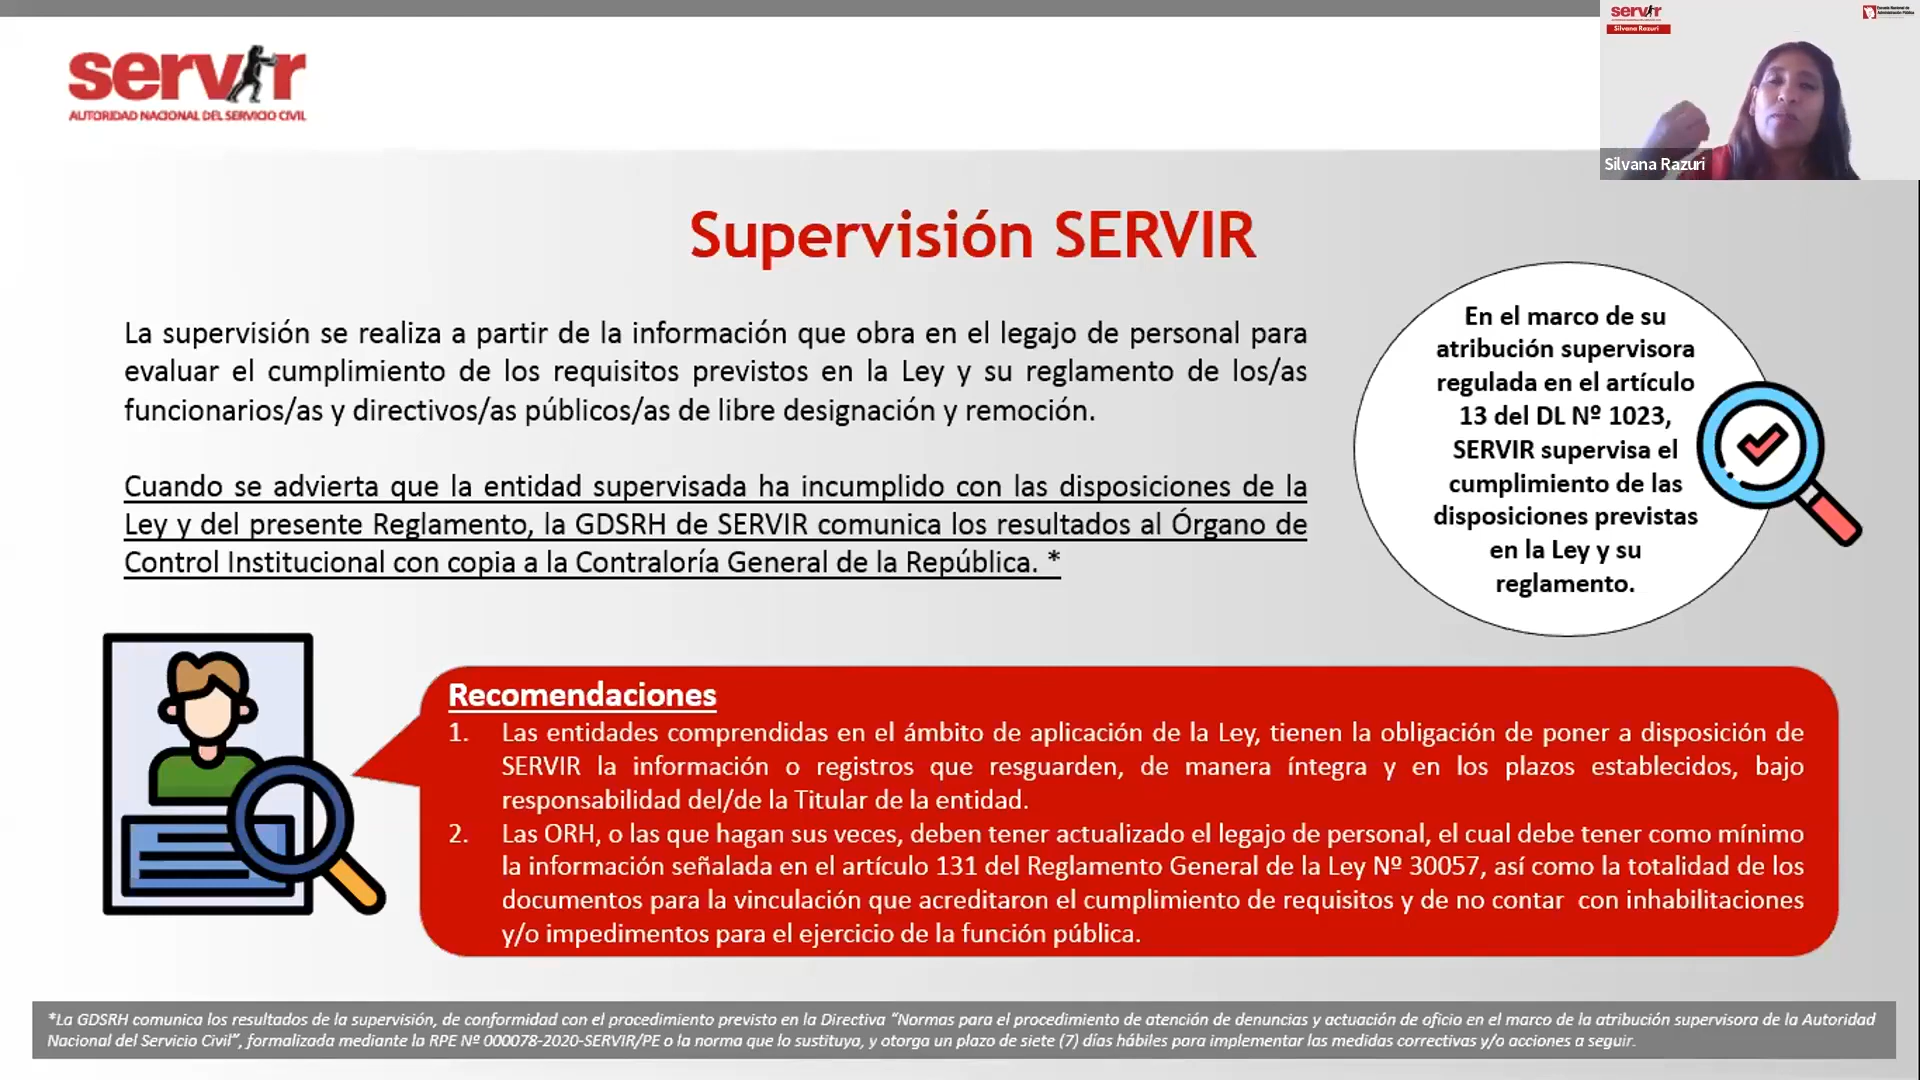 servir
AUTORIDAD NACIONAL DEL SERVICIO CIVIL
servir
Silvana Razuri
Escuela Nacional de
Administración Pública
Silvana Razuri
Supervisión SERVIR
La supervisión se realiza a partir de la información que obra en el legajo de personal para
evaluar el cumplimiento de los requisitos previstos en la Ley y su reglamento de los/as
funcionarios/as y directivos/as públicos/as de libre designación y remoción.
Cuando se advierta que la entidad supervisada ha incumplido con las disposiciones de la
Ley y del presente Reglamento, la GDSRH de SERVIR comunica los resultados al Órgano de
Control Institucional con copia a la Contraloría General de la República. *
En el marco de su
atribución supervisora
regulada en el artículo
13 del DL Nº 1023,
SERVIR supervisa el
cumplimiento de las
disposiciones previstas
en la Ley y su
reglamento.
Recomendaciones
1. Las entidades comprendidas en el ámbito de aplicación de la Ley, tienen la obligación de poner a disposición de
SERVIR la información o registros que resguarden, de manera íntegra y en los plazos establecidos, bajo
responsabilidad del/de la Titular de la entidad.
2. Las ORH, o las que hagan sus veces, deben tener actualizado el legajo de personal, el cual debe tener como mínimo
la información señalada en el artículo 131 del Reglamento General de la Ley Nº 30057, así como la totalidad de los
documentos para la vinculación que acreditaron el cumplimiento de requisitos y de no contar con inhabilitaciones
y/o impedimentos para el ejercicio de la función pública.
*La GDSRH comunica los resultados de la supervisión, de conformidad con el procedimiento previsto en la Directiva “Normas para el procedimiento de atención de denuncias y actuación de oficio en el marco de la atribución supervisora de la Autoridad
Nacional del Servicio Civil”, formalizada mediante la RPE Nº 000078-2020-SERVIR/PE o la norma que lo sustituya, y otorga un plazo de siete (7) días hábiles para implementar las medidas correctivas y/o acciones a seguir.